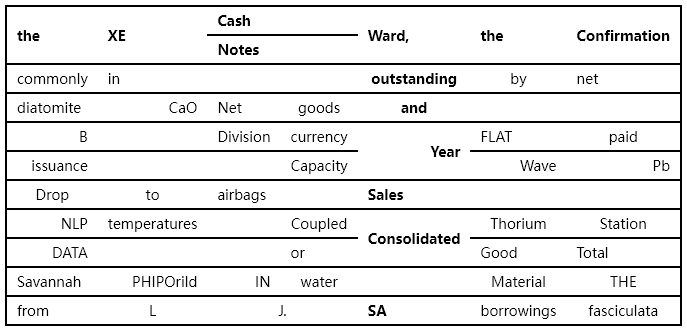 the XE Cash Ward, the Confirmation
Notes
commonly in outstanding by net
diatomite CaO Net goods and
B Division currency Year FLAT paid
issuance Capacity Wave Pb
Drop to airbags Sales
NLP temperatures Coupled Consolidated Thorium Station
DATA or Good Total
Savannah PHIPOrild IN water Material THE
from L J. SA borrowings fasciculata